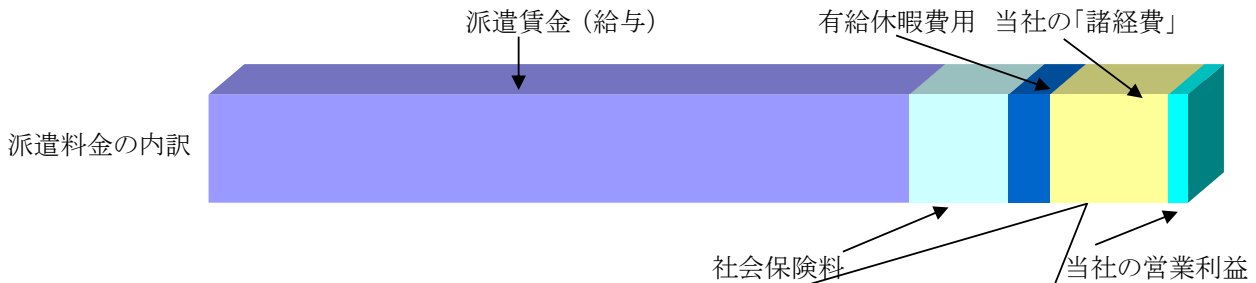 派遣賃金（給与）
有給休暇費用
当社の「諸経費」
派遣料金の内訳
社会保険料
当社の営業利益